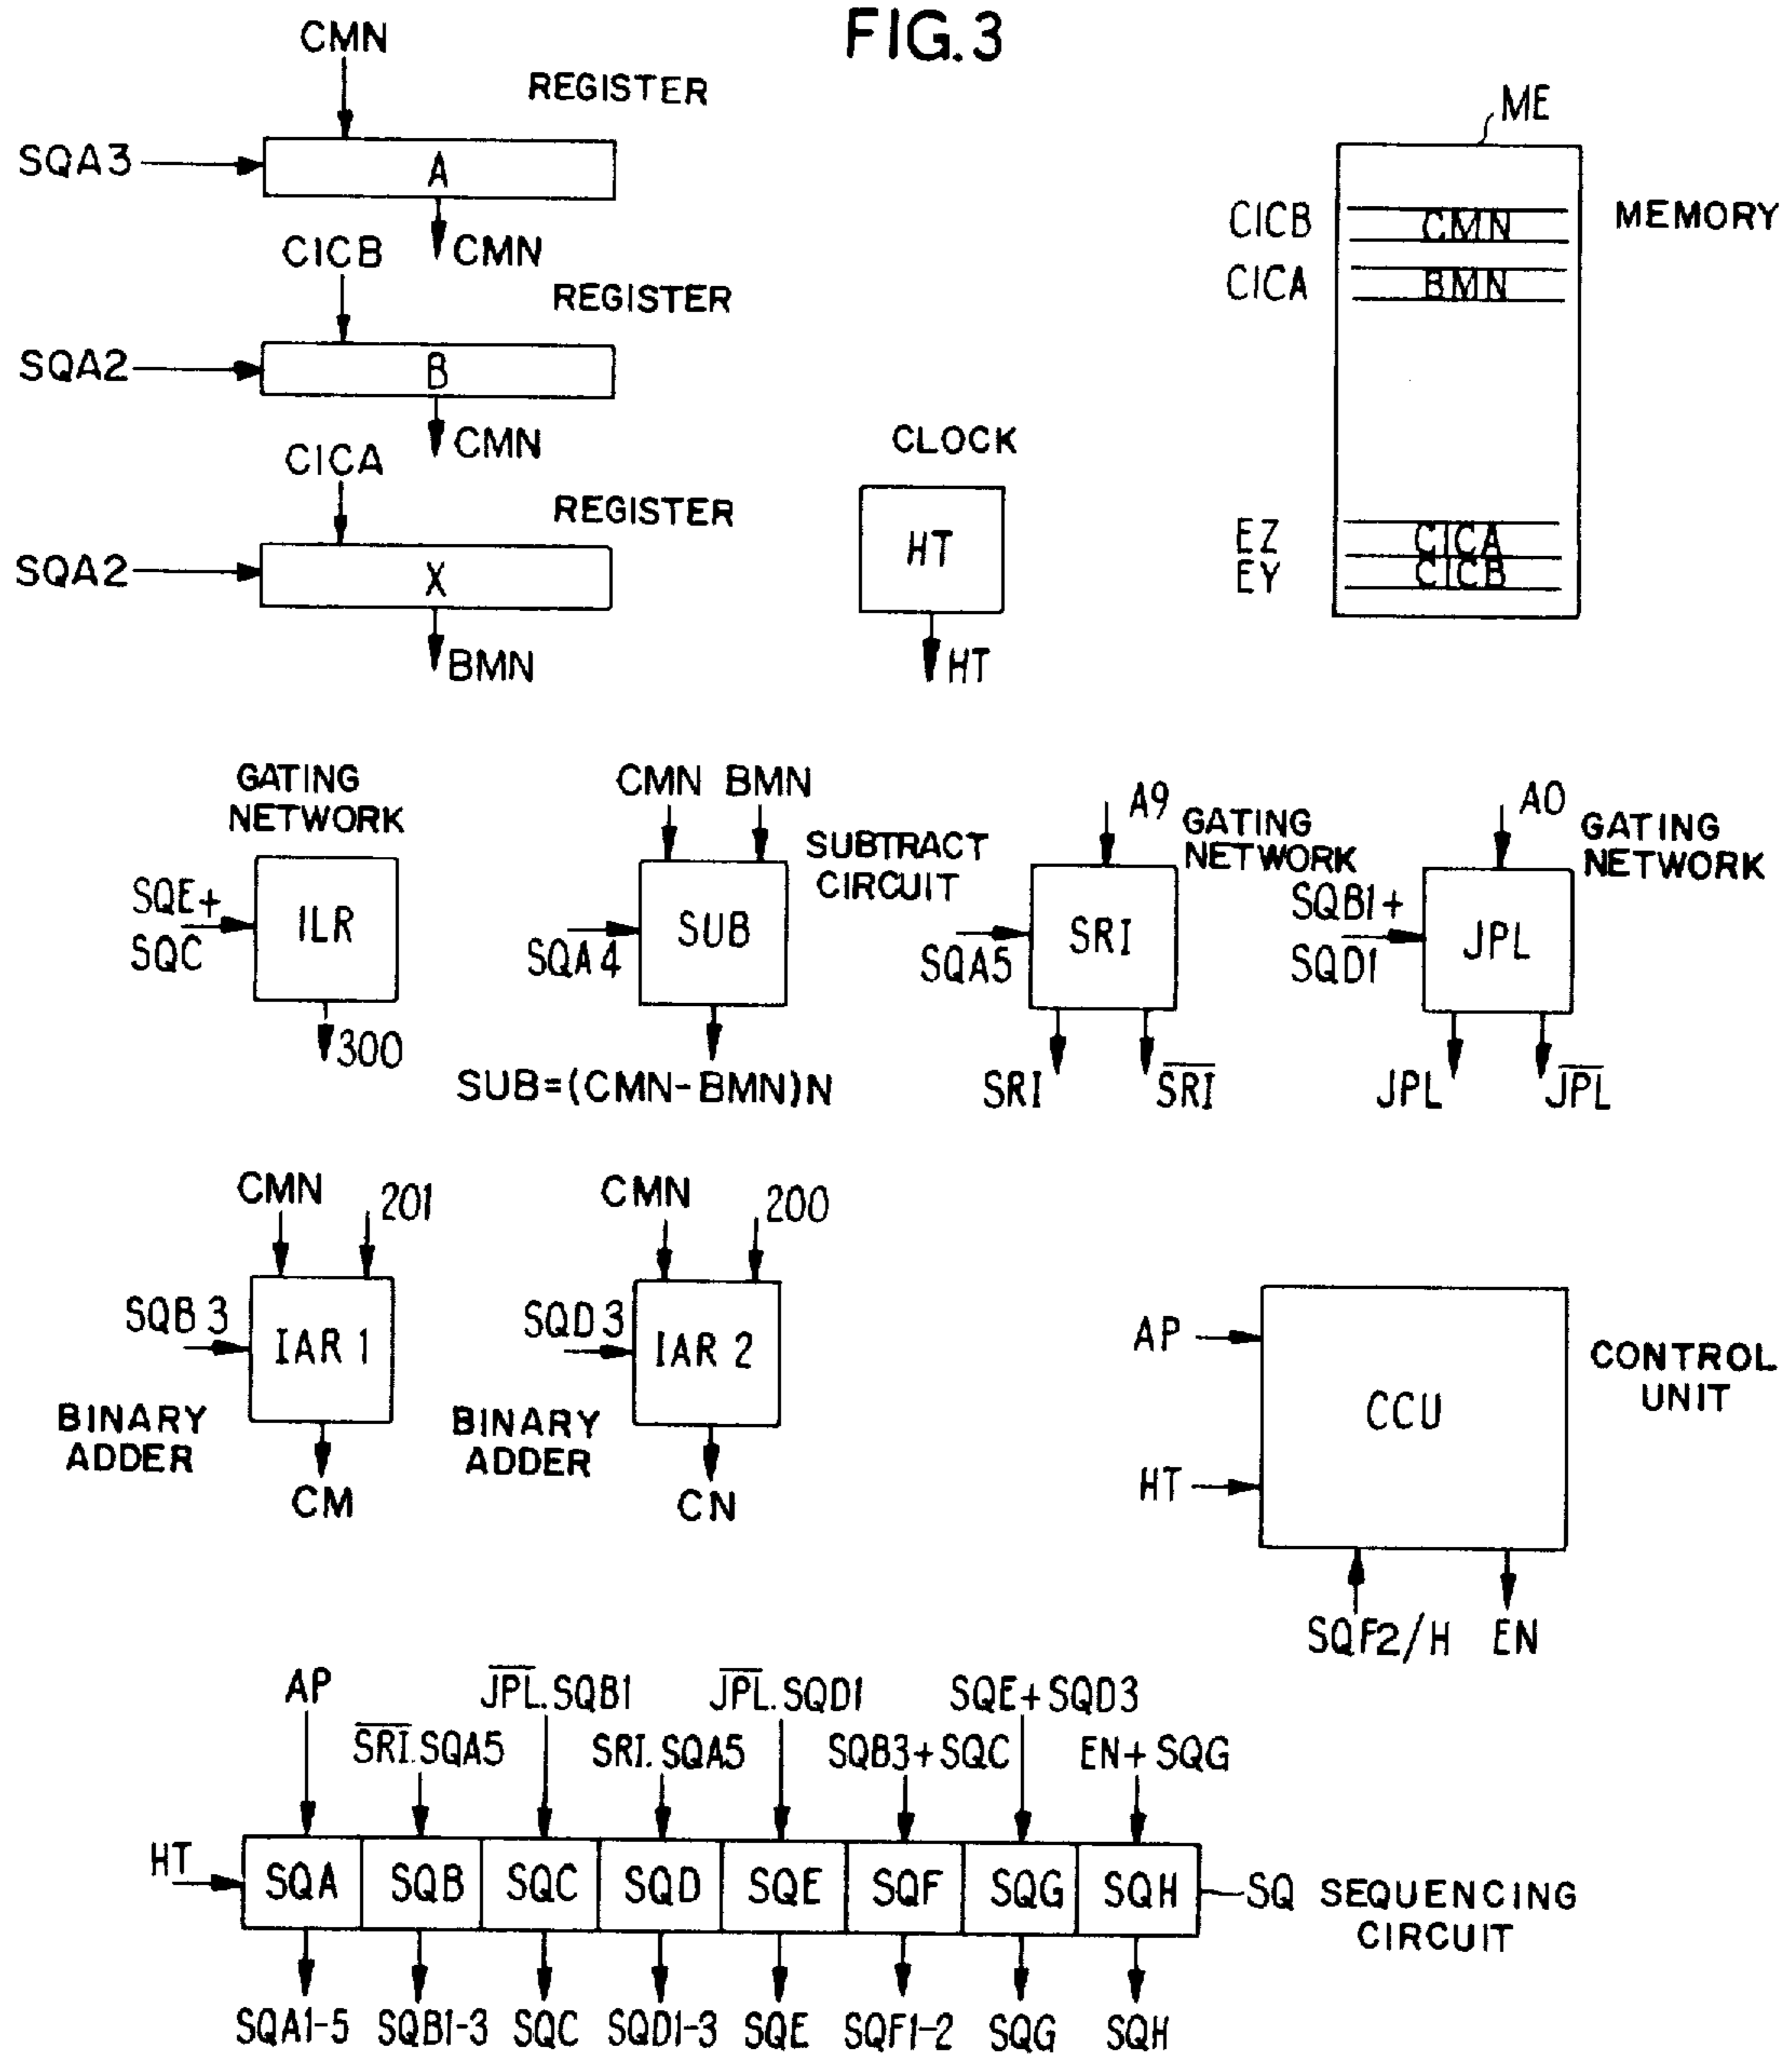 FIG.3
CMN
REGISTER
SQA3
A
CMN
CICB
REGISTER
SQA2
B
CMN
CICA
REGISTER
SQA2
X
BMN
CLOCK
HT
HT
ME
MEMORY
CICB
CMN
CICA
BMN
EZ
CICA
EY
CICB
GATING
NETWORK
SQE+
SQC
ILR
300
CMN BMN
SUBTRACT
CIRCUIT
SQA4
SUB
SUB=(CMN-BMN)N
A9
GATING
NETWORK
SQA5
SRI
SRI
S̅R̅I̅
A0
GATING
NETWORK
SQB1+
SQD1
JPL
JPL
J̅P̅L̅
CMN
201
SQB3
IAR 1
BINARY
ADDER
CM
CMN
200
SQD3
IAR 2
BINARY
ADDER
CN
AP
HT
CCU
CONTROL
UNIT
SQF2/H
EN
AP
J̅P̅L̅.SQB1
J̅P̅L̅.SQD1
SQE+SQD3
S̅R̅I̅.SQA5
SRI.SQA5
SQB3+SQC
EN+SQG
HT
SQA SQB SQC SQD SQE SQF SQG SQH
SQ SEQUENCING
CIRCUIT
SQA1-5 SQB1-3 SQC SQD1-3 SQE SQF1-2 SQG SQH